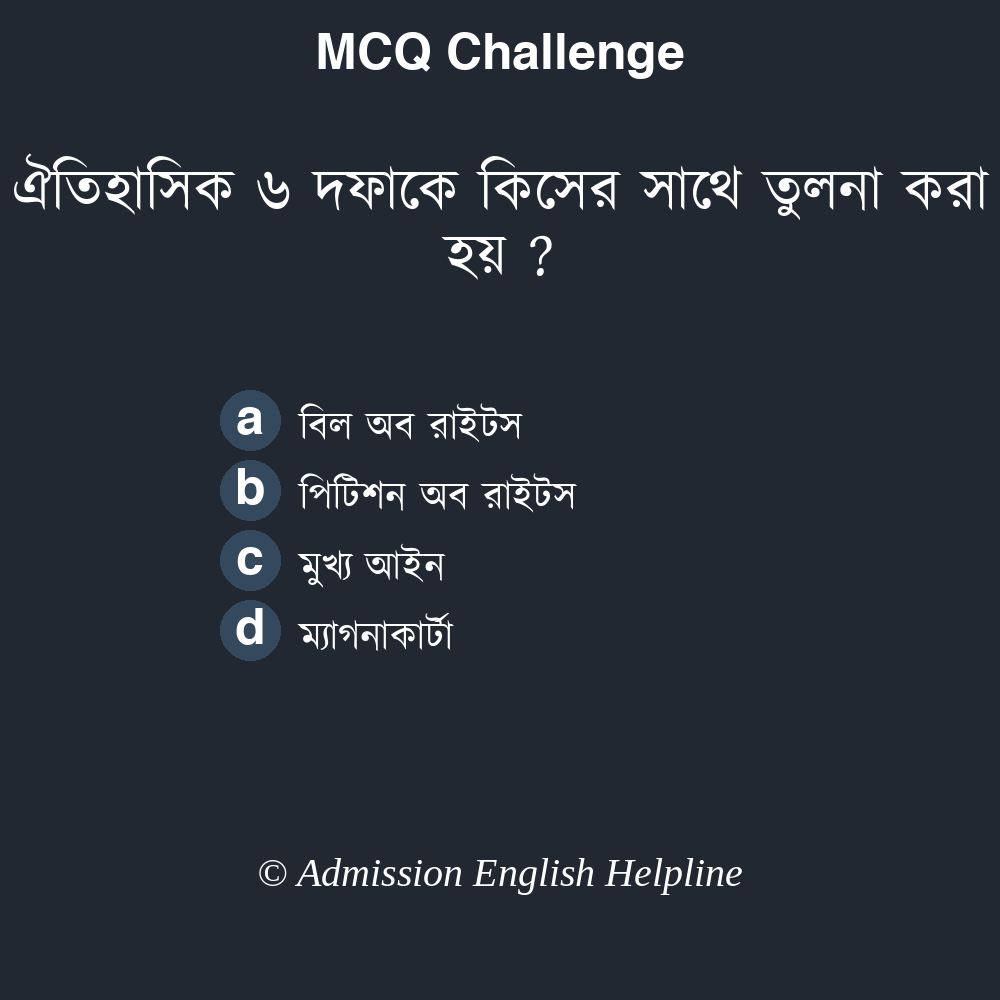 MCQ Challenge
ঐতিহাসিক ৬ দফাকে কিসের সাথে তুলনা করা
হয় ?
a বিল অব রাইটস
b পিটিশন অব রাইটস
c মুখ্য আইন
d ম্যাগনাকার্টা
© Admission English Helpline